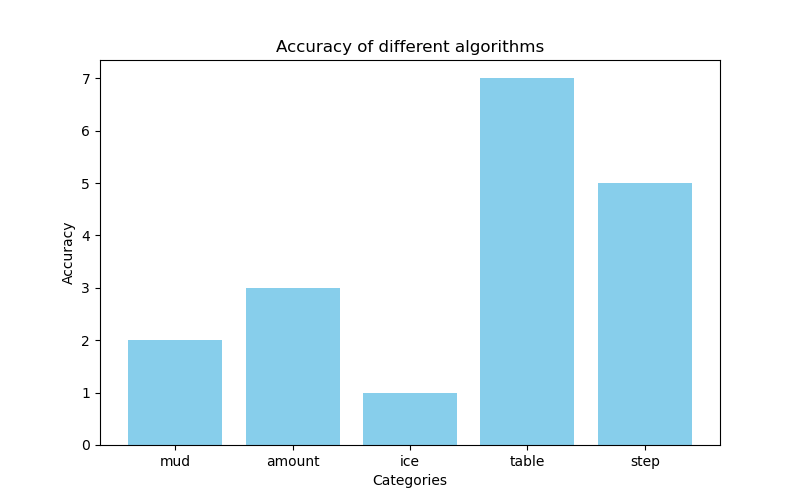 Accuracy of different algorithms
Accuracy
7
6
5
4
3
2
1
0
mud amount ice table step
Categories